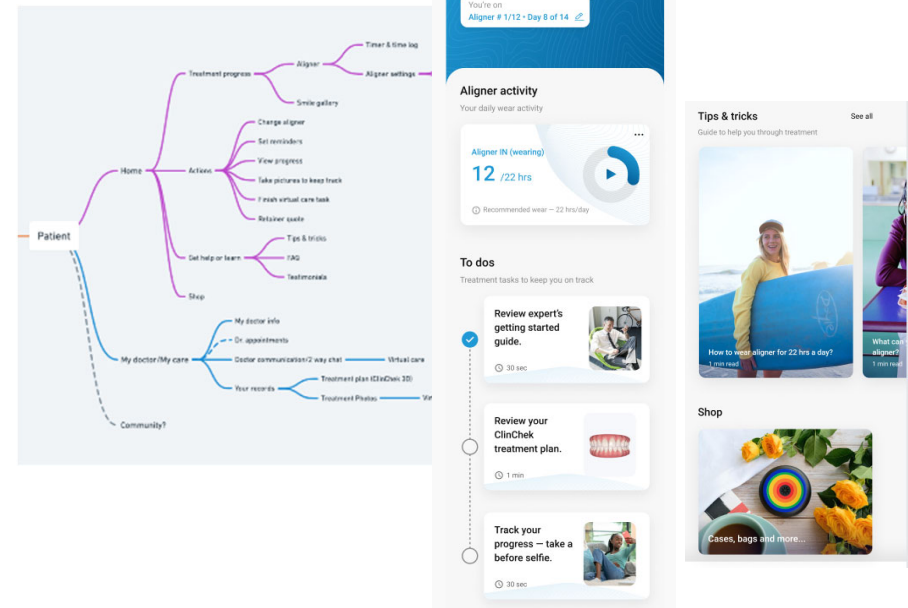 Timer & time log
Aligner
Treatment progress
Aligner settings
Smile gallery
Change aligner
Set reminders
View progress
Home
Actions
Take pictures to keep track
Finish virtual care task
Retainer quote
Patient
Tips & tricks
Get help or learn
FAQ
Testimonials
Shop
My doctor info
Dr. appointments
My doctor/My care
Doctor communication/2 way chat
Virtual care
Treatment plan (ClinChek 3D)
Your records
Treatment Photos
Community?
You're on
Aligner # 1/12 • Day 8 of 14
Aligner activity
Your daily wear activity
Aligner IN (wearing)
12 /22 hrs
Recommended wear — 22 hrs/day
To dos
Treatment tasks to keep you on track
Review expert's
getting started
guide.
30 sec
Review your
ClinChek
treatment plan.
1 min
Track your
progress — take a
before selfie.
30 sec
Tips & tricks
See all
Guide to help you through treatment
How to wear aligner for 22 hrs a day?
1 min read
What can
aligner?
1 min read
Shop
Cases, bags and more...